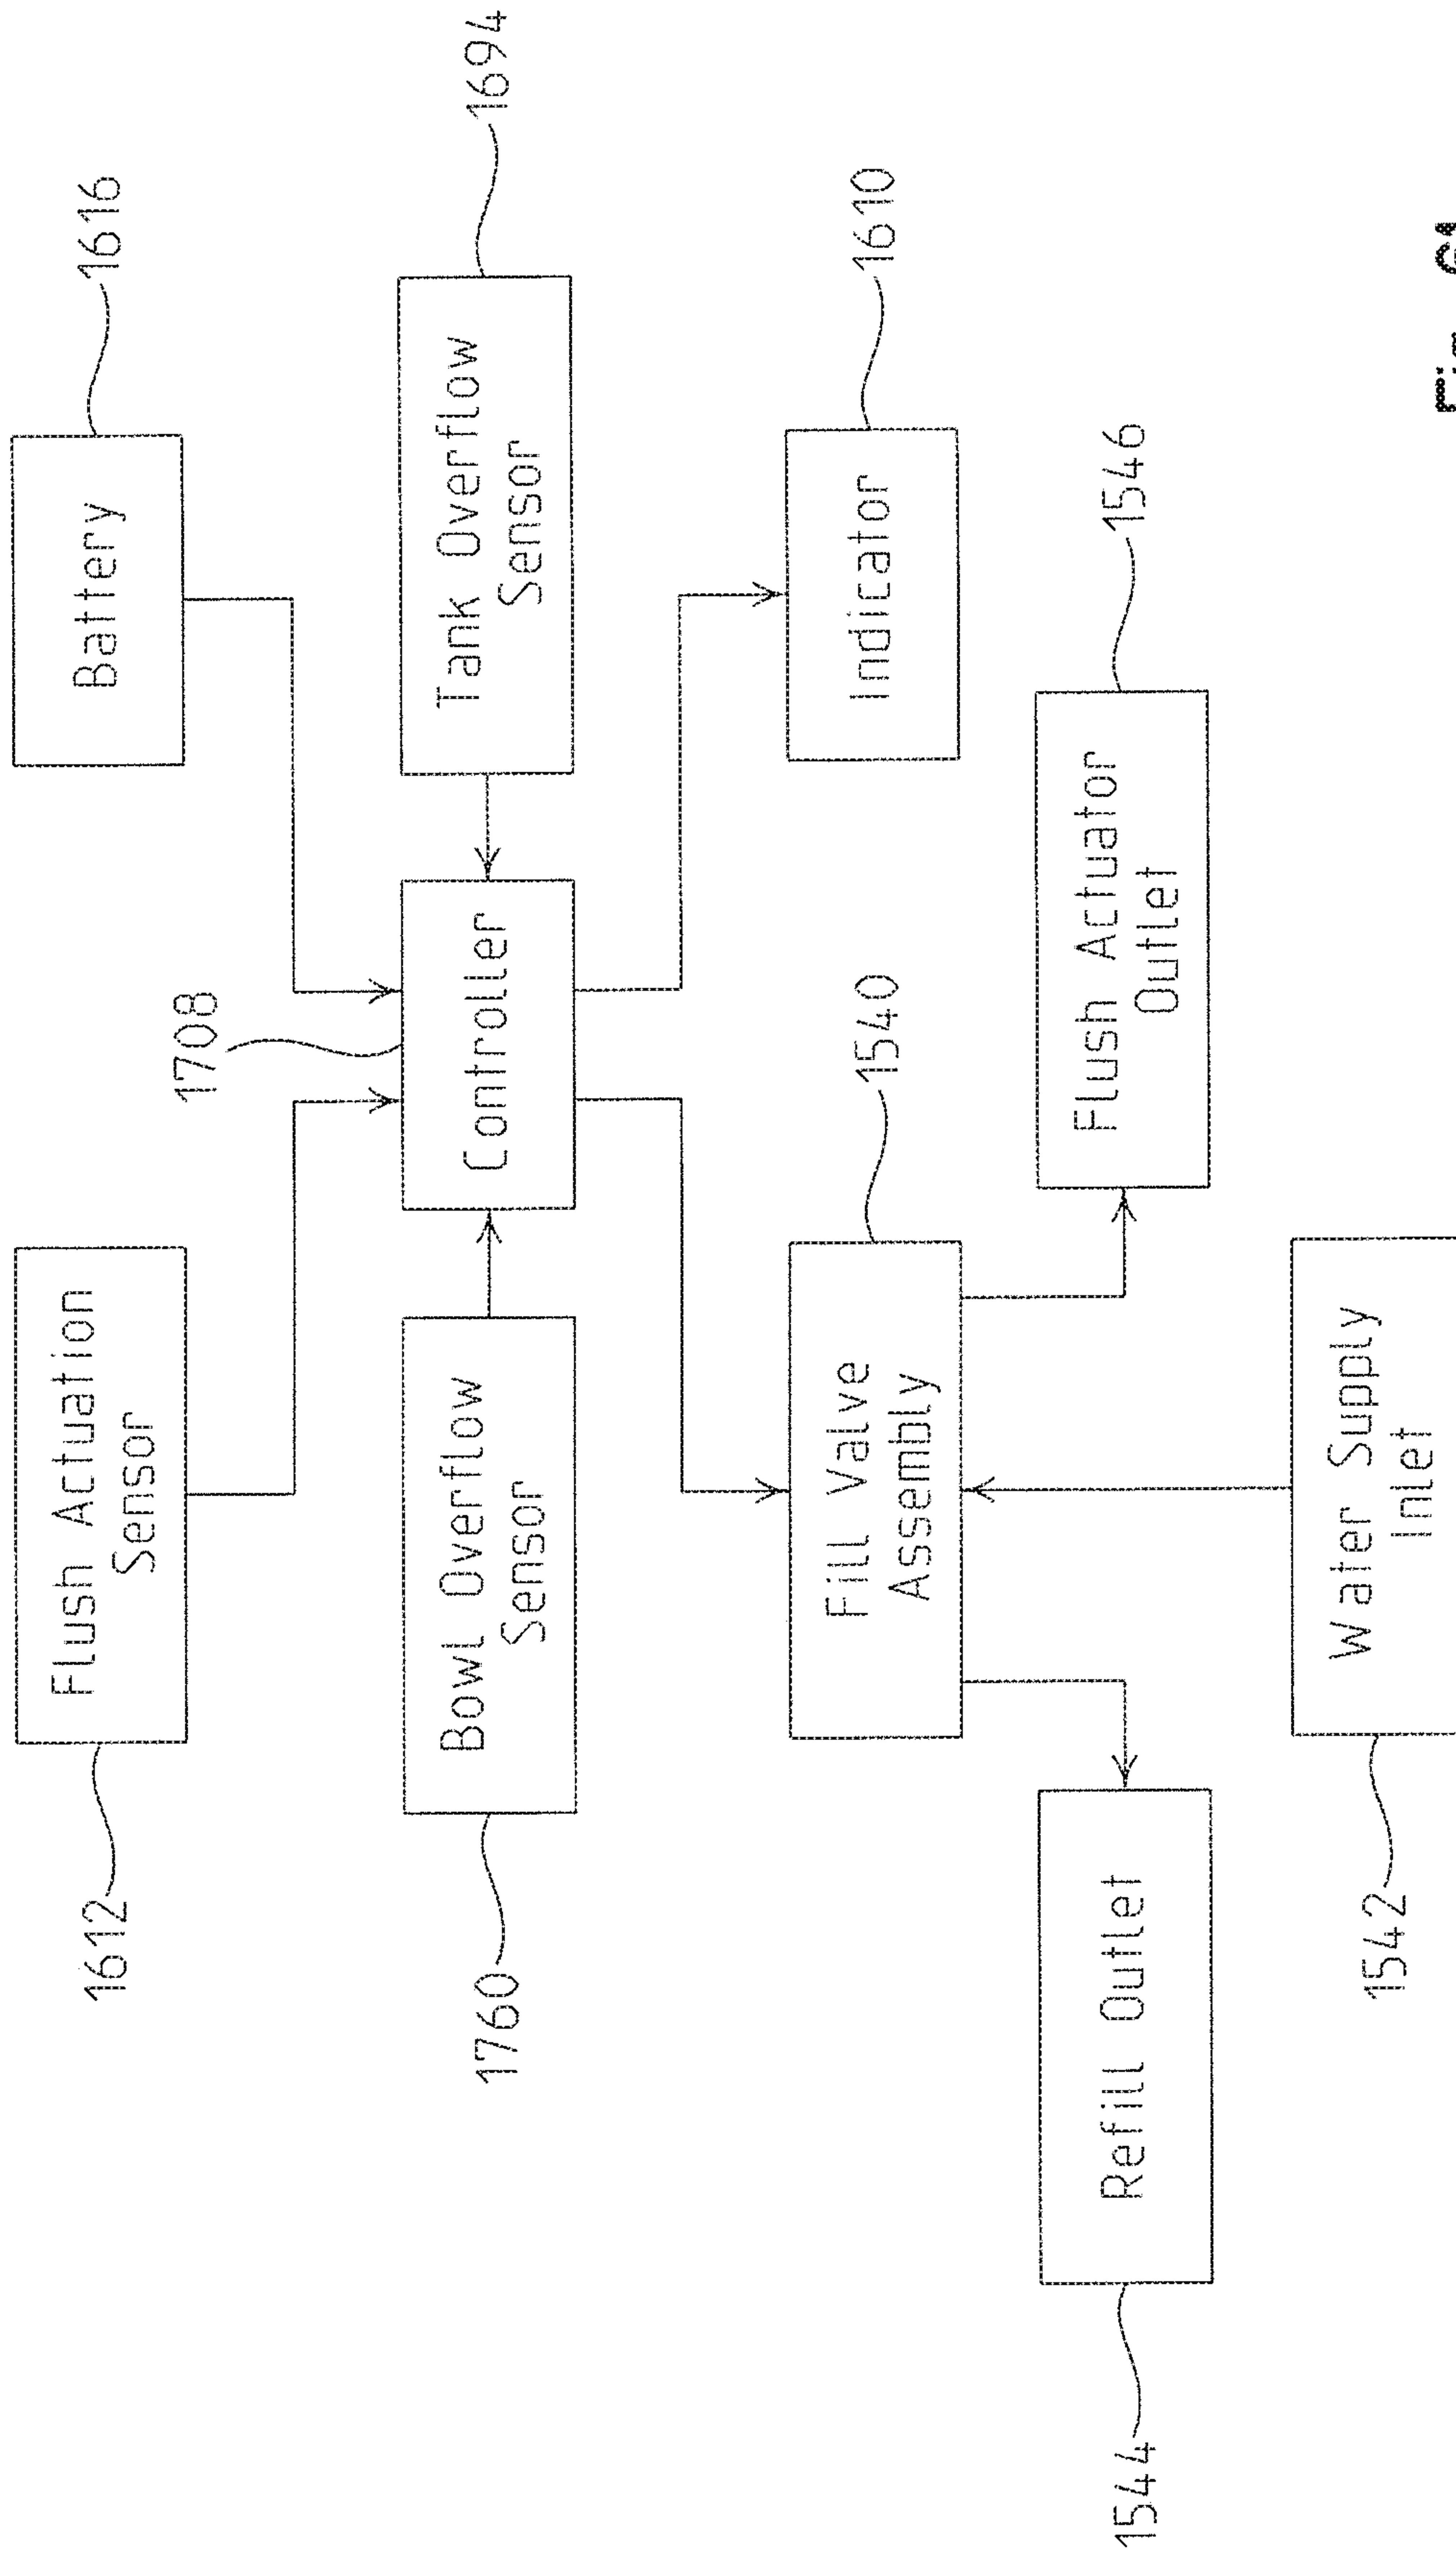 1612
Flush Actuation
Sensor
Battery
1616
1708
1760
Bowl Overflow
Sensor
Controller
Tank Overflow
Sensor
1694
Fill Valve
Assembly
1540
Indicator
1610
1544
Refill Outlet
Flush Actuator
Outlet
1546
1542
Water Supply
Inlet